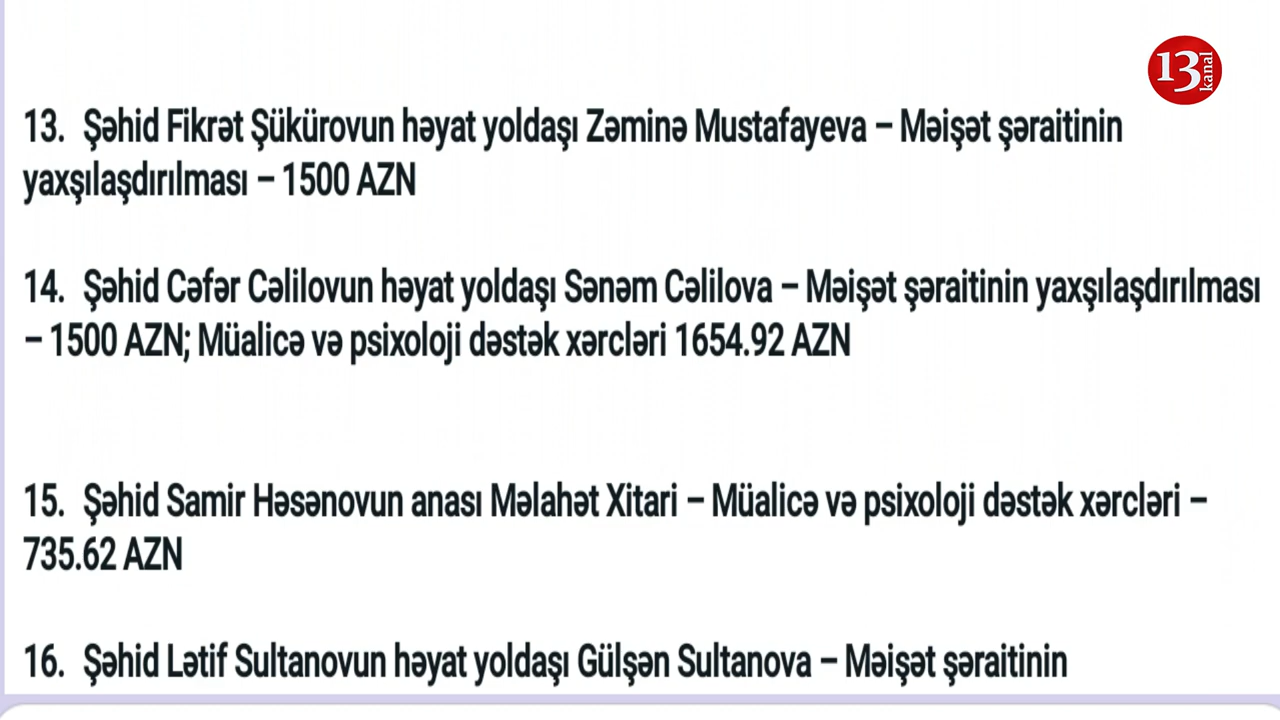 13 kanal
13. Şəhid Fikrət Şükürovun həyat yoldaşı Zəminə Mustafayeva – Məişət şəraitinin
yaxşılaşdırılması – 1500 AZN
14. Şəhid Cəfər Cəlilovun həyat yoldaşı Sənəm Cəlilova – Məişət şəraitinin yaxşılaşdırılması
– 1500 AZN; Müalicə və psixoloji dəstək xərcləri 1654.92 AZN
15. Şəhid Samir Həsənovun anası Məlahət Xitari – Müalicə və psixoloji dəstək xərcləri –
735.62 AZN
16. Şəhid Lətif Sultanovun həyat yoldaşı Gülşən Sultanova – Məişət şəraitinin